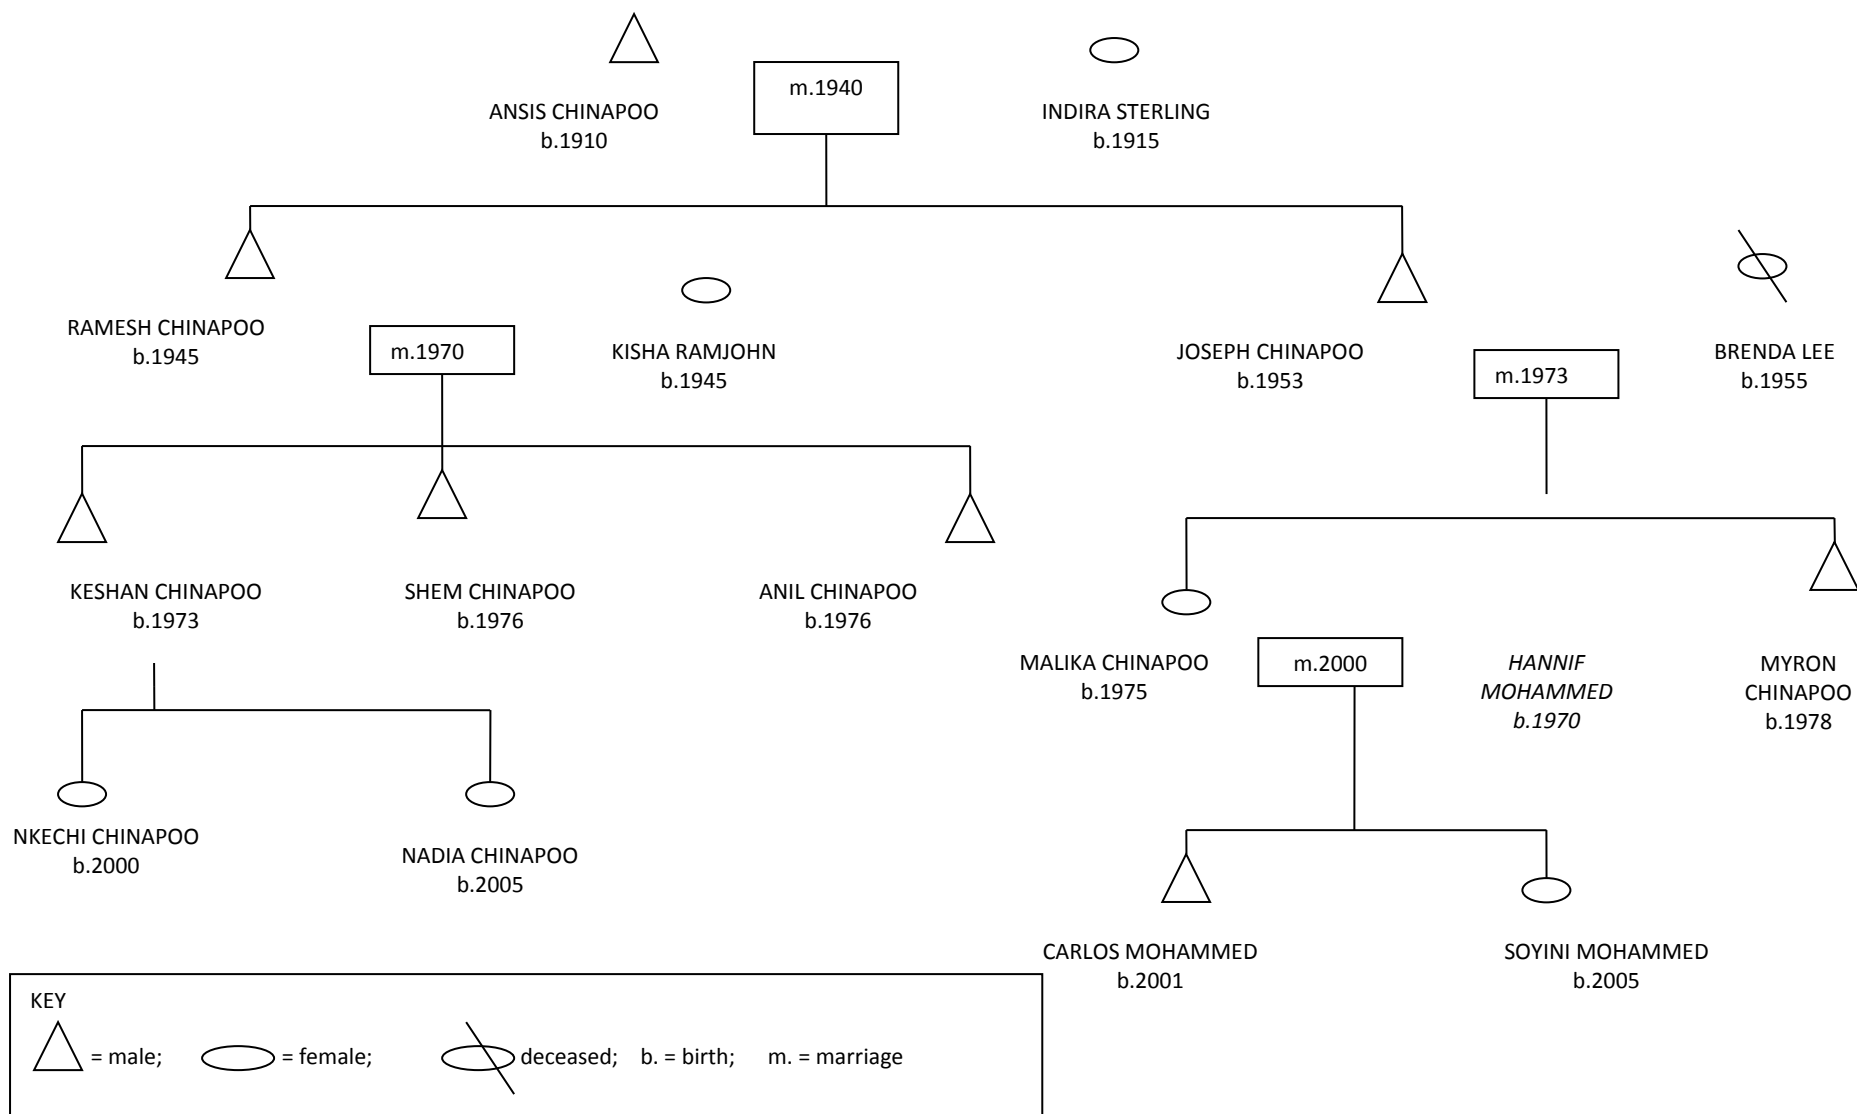 m.1940
ANSIS CHINAPOO
b.1910
INDIRA STERLING
b.1915
RAMESH CHINAPOO
b.1945
m.1970
KISHA RAMJOHN
b.1945
JOSEPH CHINAPOO
b.1953
m.1973
BRENDA LEE
b.1955
KESHAN CHINAPOO
b.1973
SHEM CHINAPOO
b.1976
ANIL CHINAPOO
b.1976
MALIKA CHINAPOO
b.1975
m.2000
HANNIF
MOHAMMED
b.1970
MYRON
CHINAPOO
b.1978
NKECHI CHINAPOO
b.2000
NADIA CHINAPOO
b.2005
CARLOS MOHAMMED
b.2001
SOYINI MOHAMMED
b.2005
KEY
= male; = female; deceased; b. = birth; m. = marriage